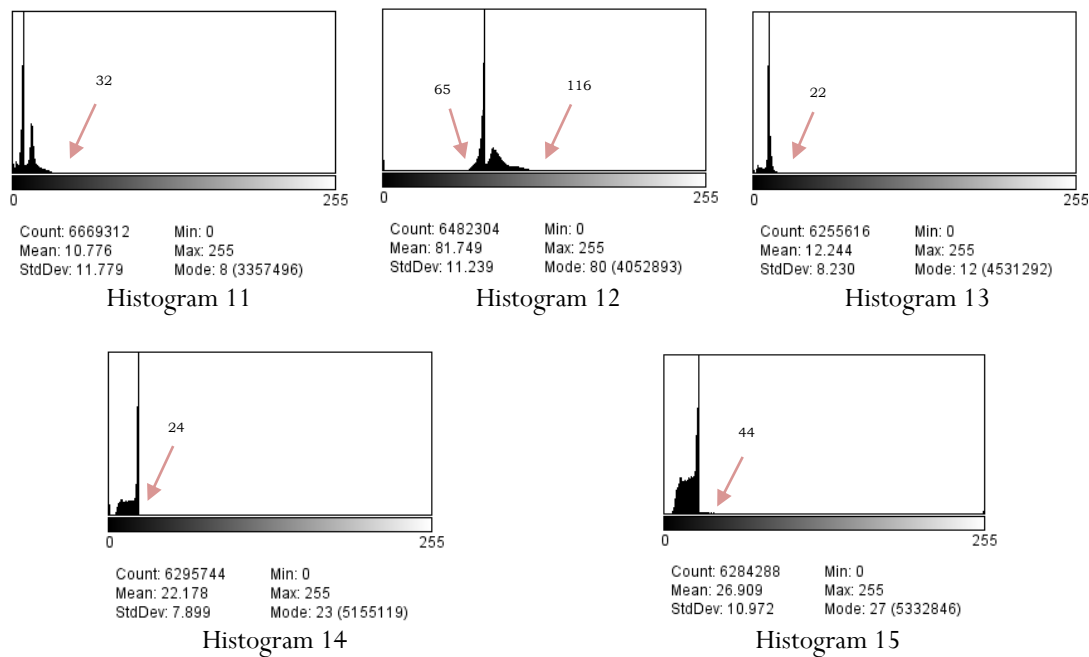 32
65
116
22
0 255
0 255
0 255
Count: 6669312 Min: 0
Mean: 10.776 Max: 255
StdDev: 11.779 Mode: 8 (3357496)
Histogram 11
Count: 6482304 Min: 0
Mean: 81.749 Max: 255
StdDev: 11.239 Mode: 80 (4052893)
Histogram 12
Count: 6255616 Min: 0
Mean: 12.244 Max: 255
StdDev: 8.230 Mode: 12 (4531292)
Histogram 13
24
44
0 255
0 255
Count: 6295744 Min: 0
Mean: 22.178 Max: 255
StdDev: 7.899 Mode: 23 (5155119)
Histogram 14
Count: 6284288 Min: 0
Mean: 26.909 Max: 255
StdDev: 10.972 Mode: 27 (5332846)
Histogram 15